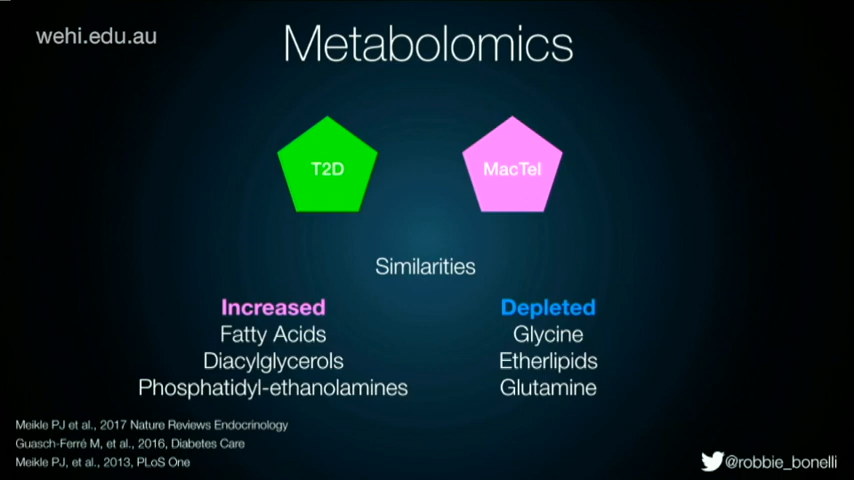 wehi.edu.au
Metabolomics
T2D
MacTel
Similarities
Increased
Fatty Acids
Diacylglycerols
Phosphatidyl-ethanolamines
Depleted
Glycine
Etherlipids
Glutamine
Meikle PJ et al., 2017 Nature Reviews Endocrinology
Guasch-Ferré M, et al., 2016, Diabetes Care
Meikle PJ, et al., 2013, PLoS One
@robbie_bonelli